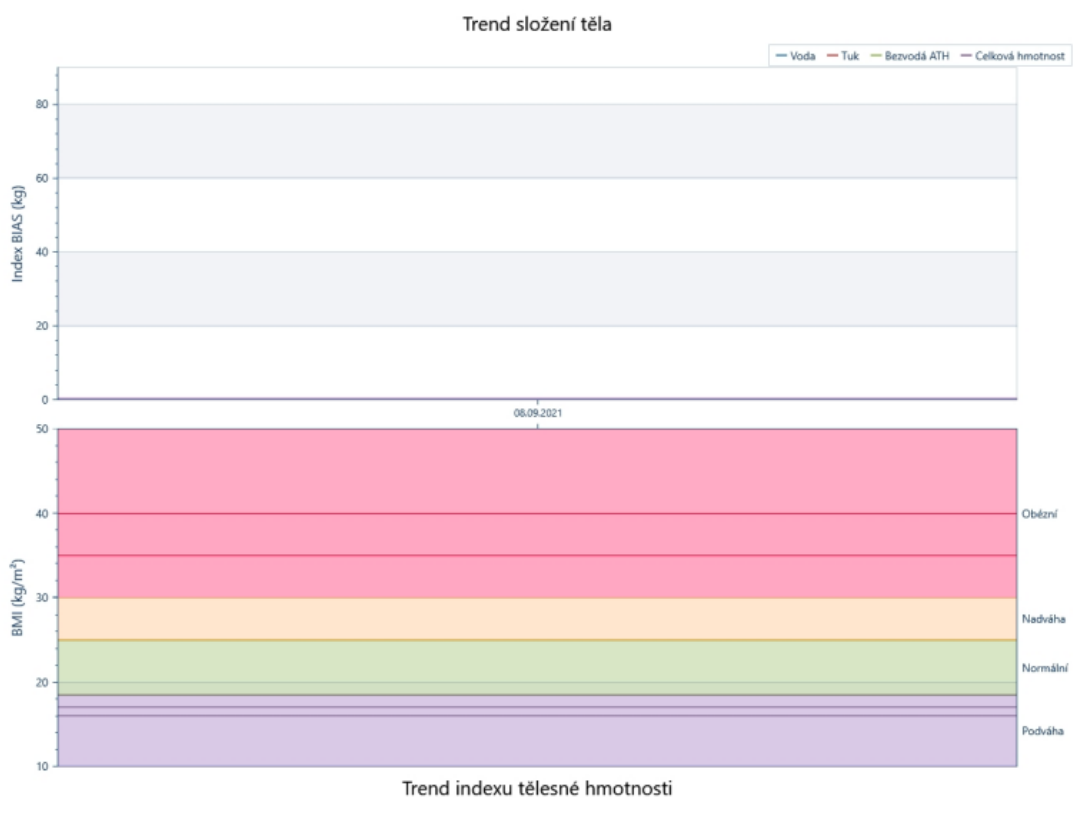 Trend složení těla
Voda Tuk Bezvodá ATH Celková hmotnost
Index BIAS (kg)
80
60
40
20
0
08.09.2021
BMI (kg/m²)
50
40
30
20
10
Obézní
Nadváha
Normální
Podváha
Trend indexu tělesné hmotnosti